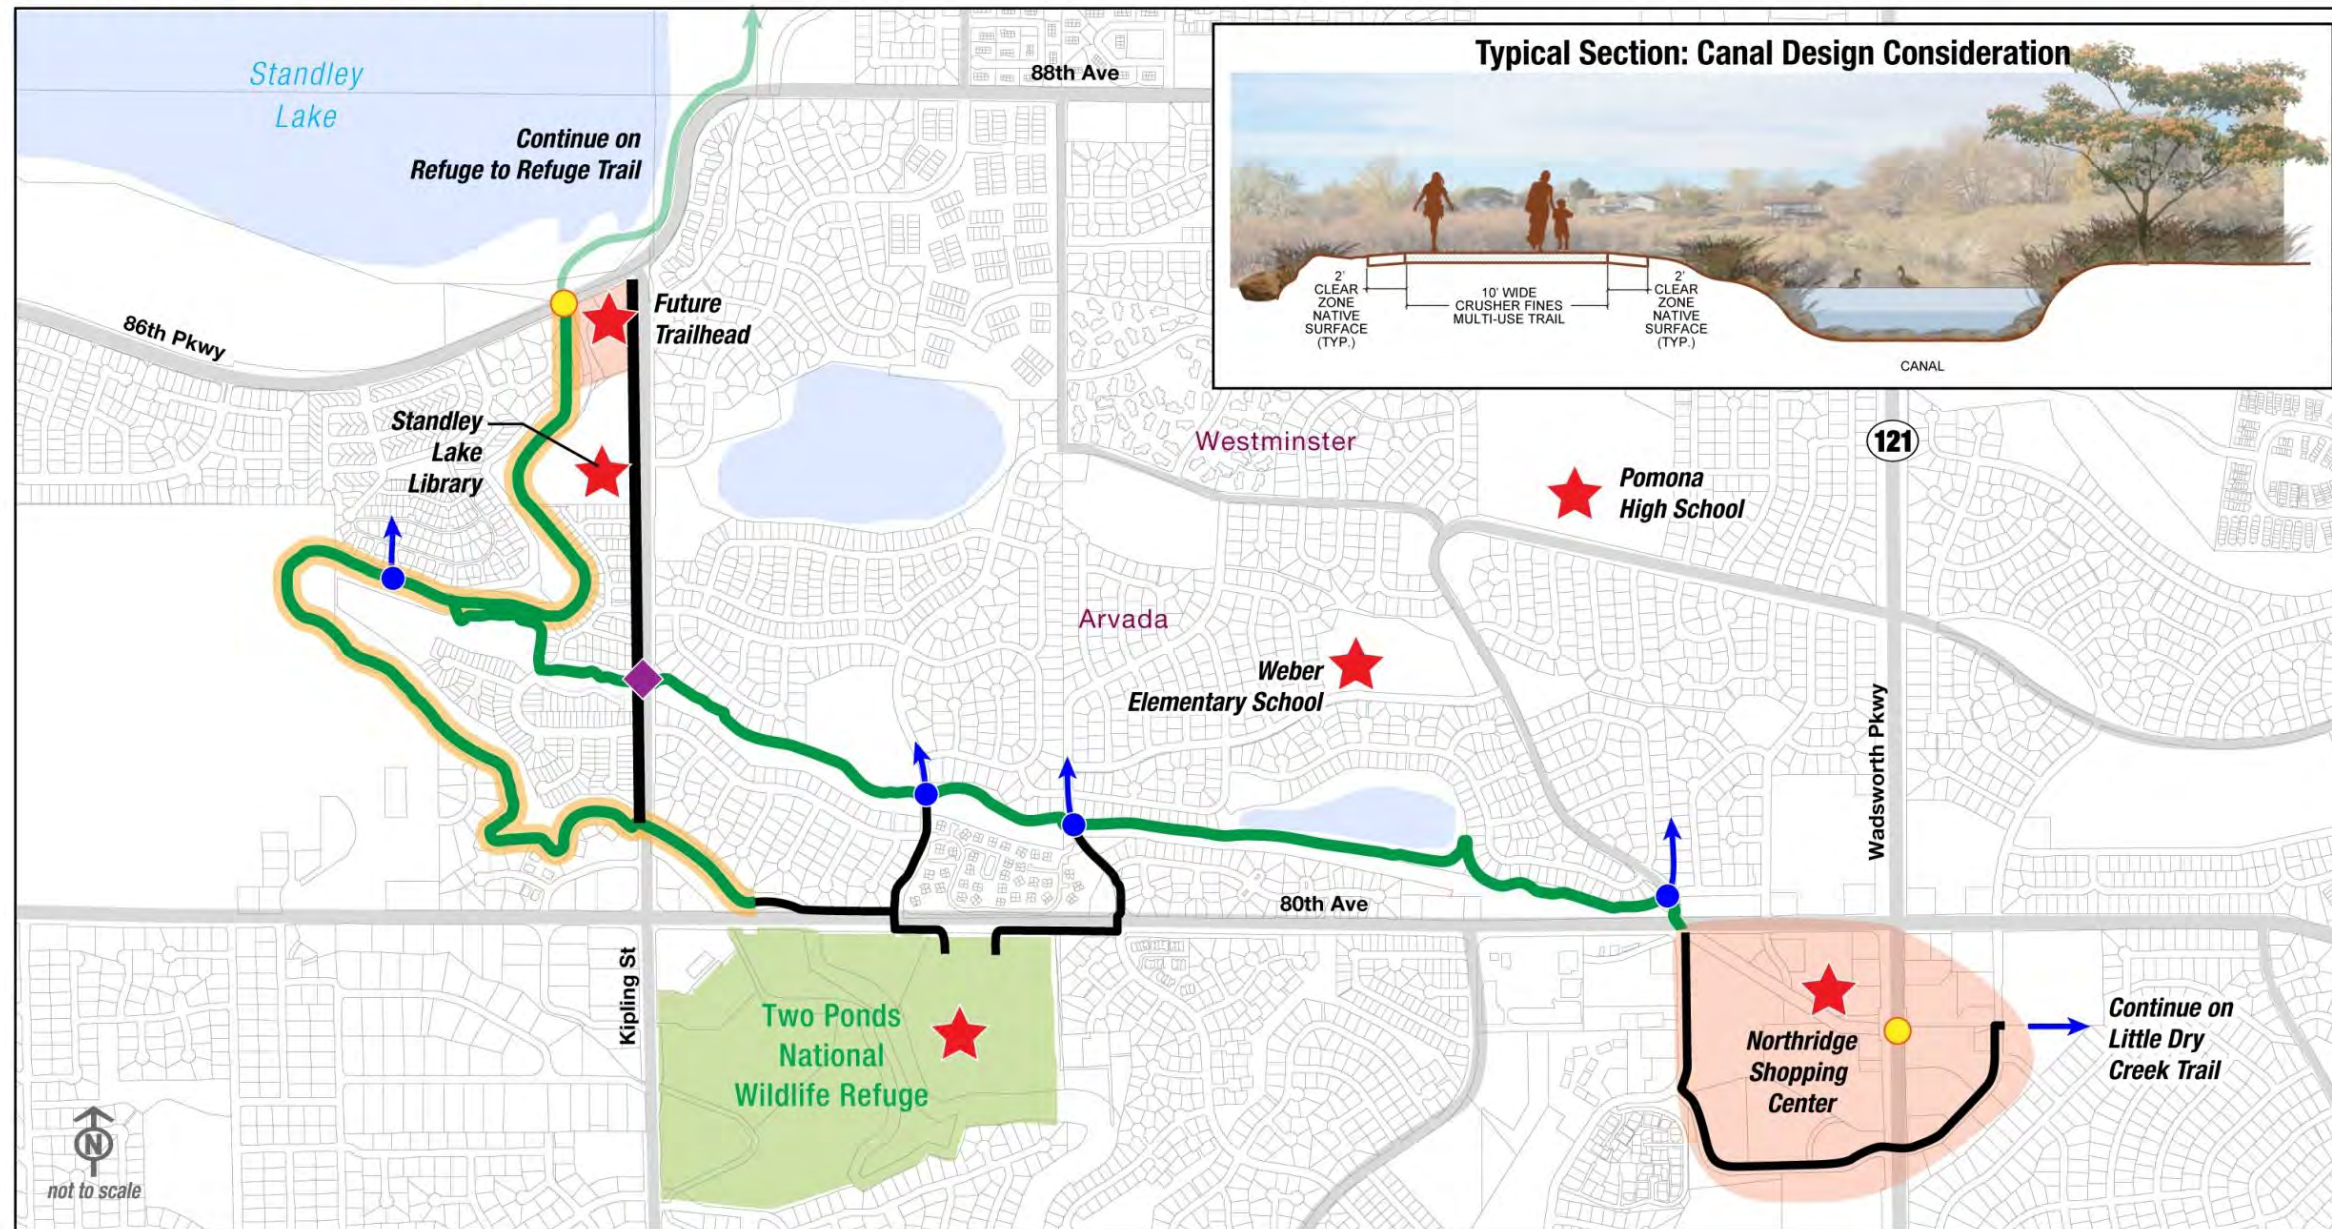 Standley
Lake
88th Ave
Continue on
Refuge to Refuge Trail
Typical Section: Canal Design Consideration
2'
CLEAR
ZONE
NATIVE
SURFACE
(TYP.)
10' WIDE
CRUSHER FINES
MULTI-USE TRAIL
2'
CLEAR
ZONE
NATIVE
SURFACE
(TYP.)
CANAL
86th Pkwy
Future
Trailhead
Standley
Lake
Library
Westminster
121
Pomona
High School
Arvada
Weber
Elementary School
Wadsworth Pkwy
80th Ave
Kipling St
Two Ponds
National
Wildlife Refuge
Northridge
Shopping
Center
Continue on
Little Dry
Creek Trail
N
not to scale